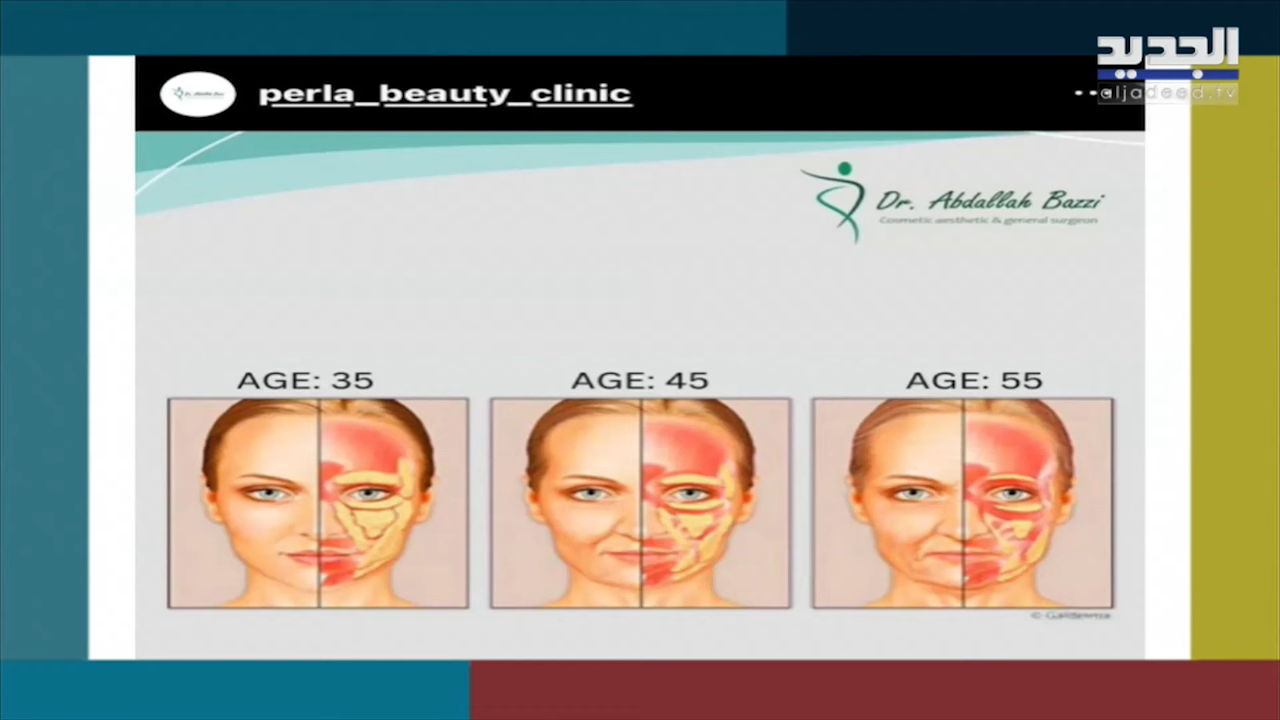 الجديد
aljadeed.tv
perla_beauty_clinic
Dr. Abdallah Bazzi
Cosmetic aesthetic & general surgeon
AGE: 35
AGE: 45
AGE: 55